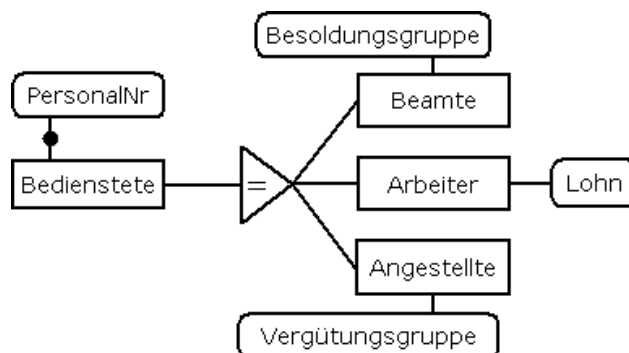 Besoldungsgruppe
PersonalNr
Beamte
Bedienstete
=
Arbeiter
Lohn
Angestellte
Vergütungsgruppe